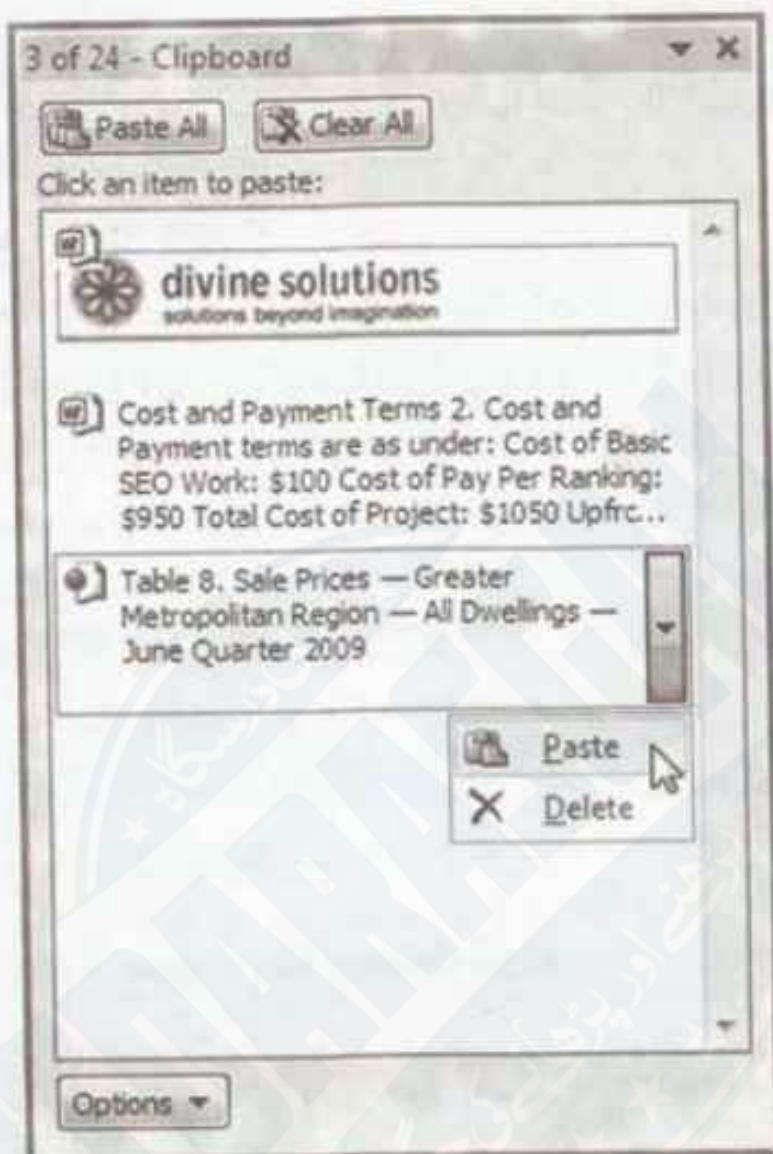 3 of 24 - Clipboard
Paste All
Clear All
Click an item to paste:
divine solutions
solutions beyond imagination
Cost and Payment Terms 2. Cost and
Payment terms are as under: Cost of Basic
SEO Work: $100 Cost of Pay Per Ranking:
$950 Total Cost of Project: $1050 Upfrc...
Table 8. Sale Prices — Greater
Metropolitan Region — All Dwellings —
June Quarter 2009
Paste
Delete
Options